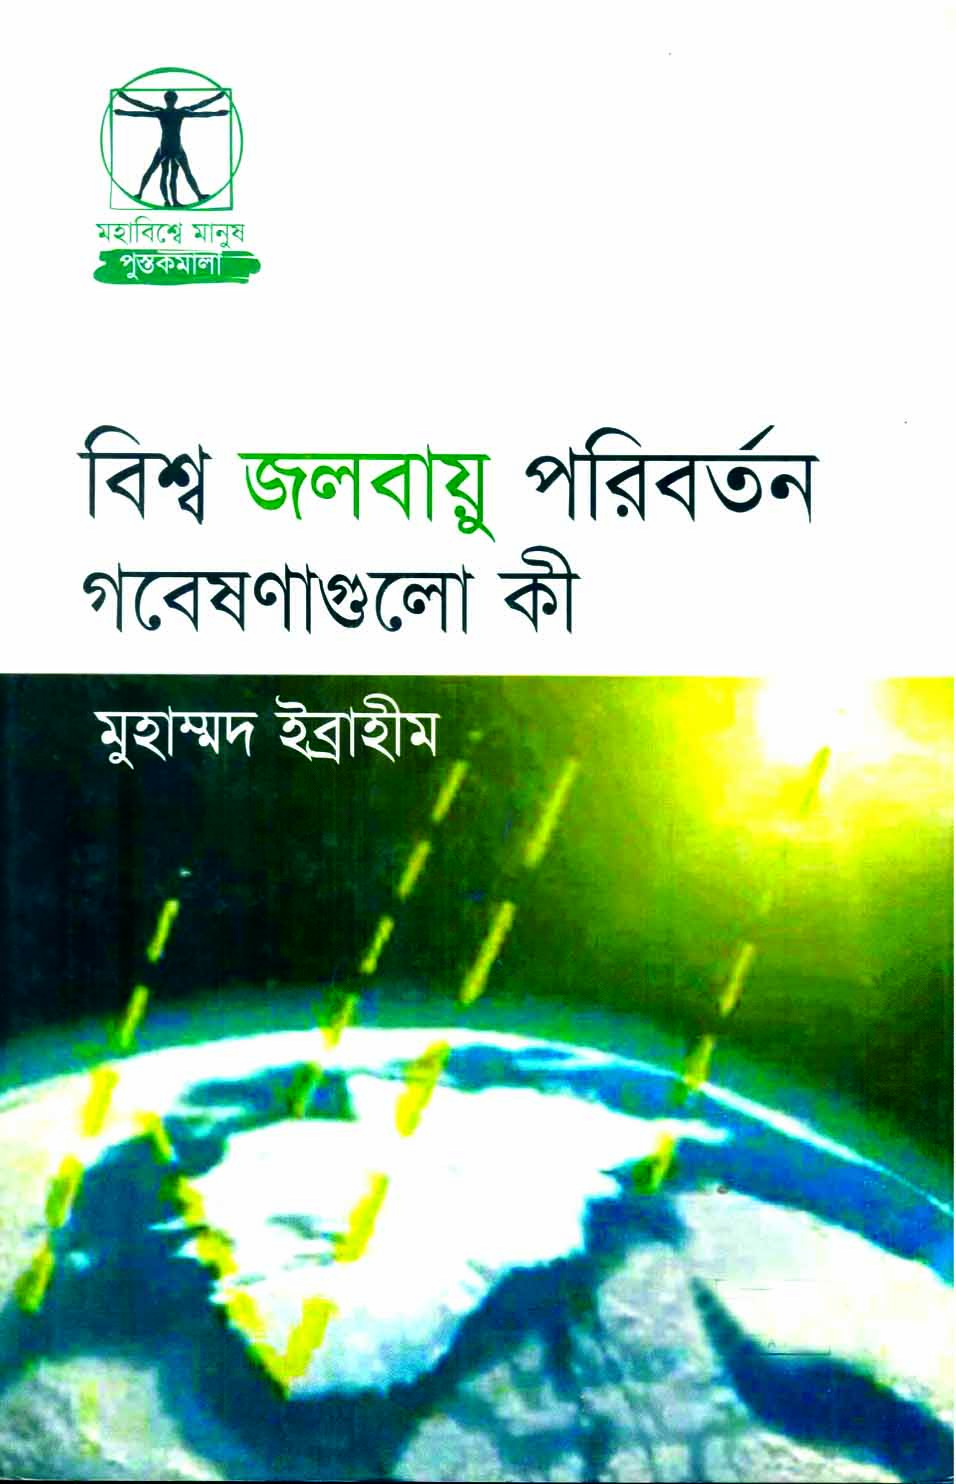 মহাবিশ্বে মানুষ
পুস্তকমালা
বিশ্ব জলবায়ু পরিবর্তন
গবেষণাগুলো কী
মুহাম্মদ ইব্রাহীম